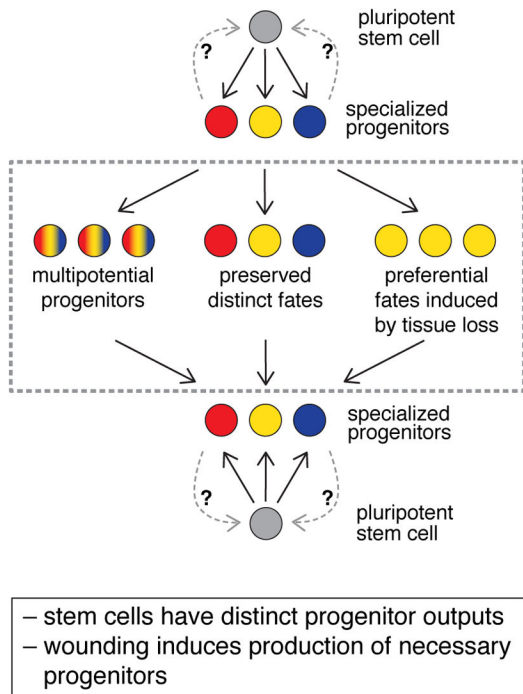 pluripotent
stem cell
?
?
specialized
progenitors
multipotential
progenitors
preserved
distinct fates
preferential
fates induced
by tissue loss
specialized
progenitors
?
?
pluripotent
stem cell
– stem cells have distinct progenitor outputs
– wounding induces production of necessary
progenitors